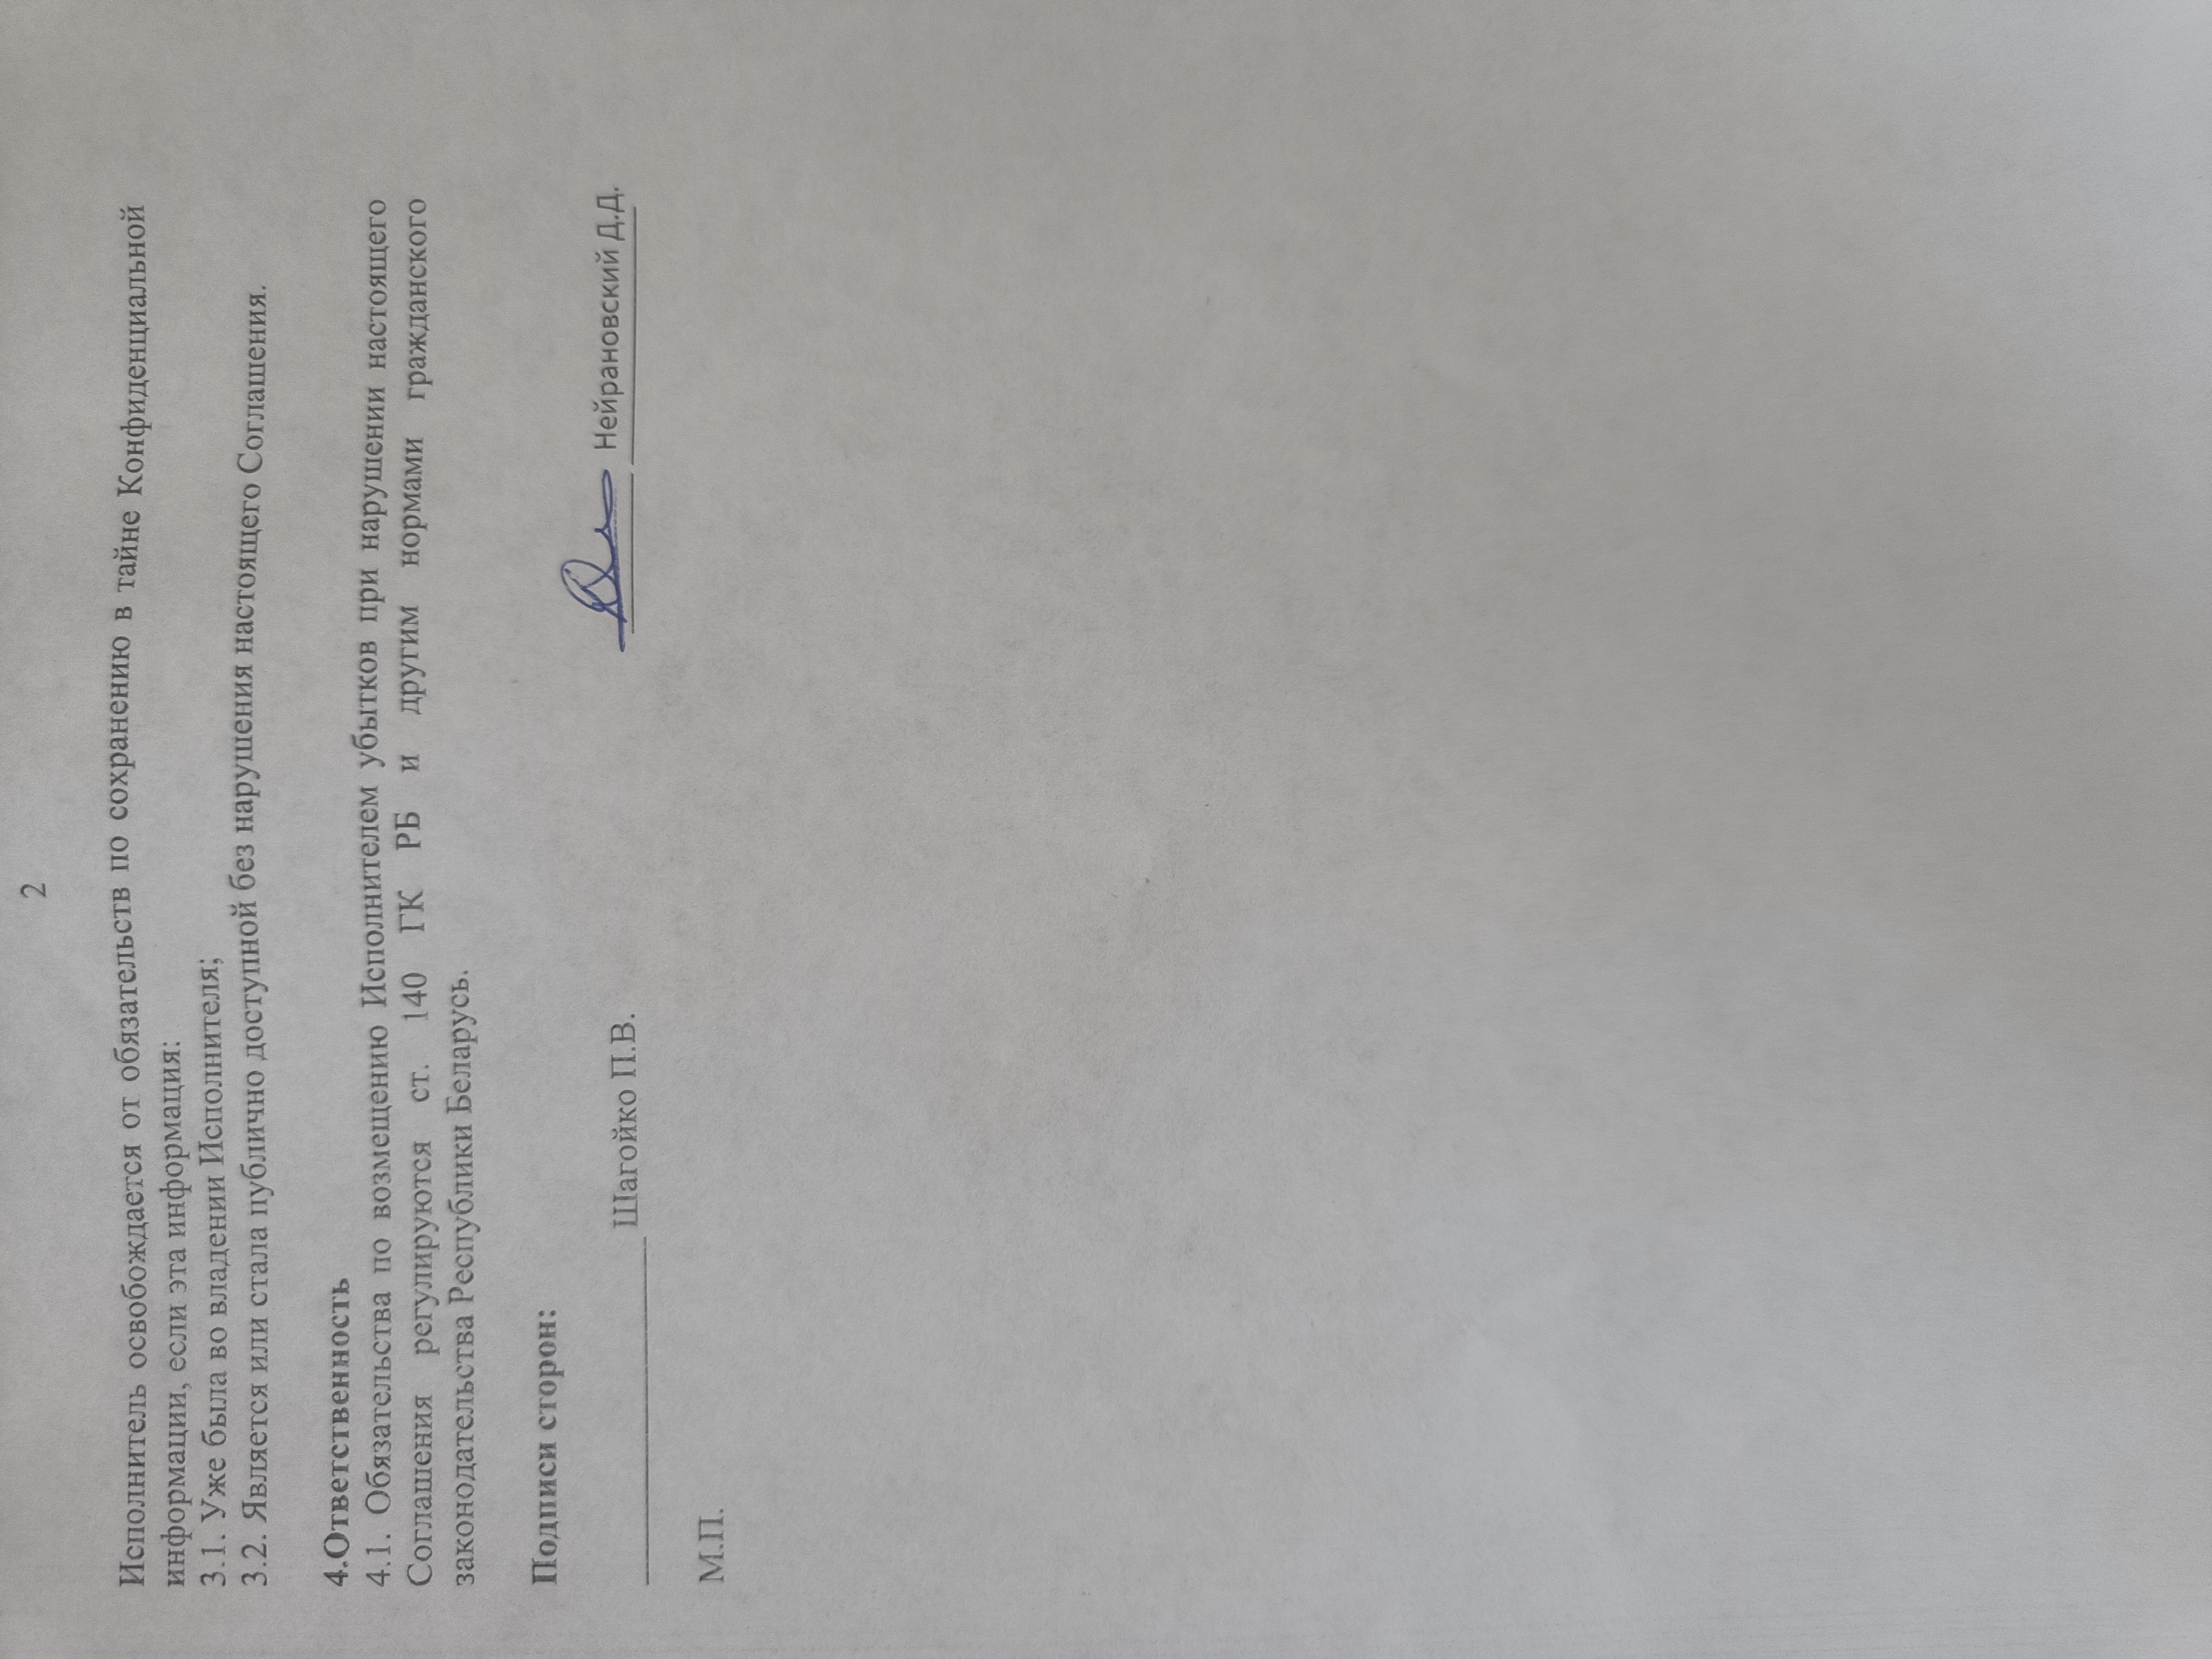 2
Исполнитель освобождается от обязательств по сохранению в тайне Конфиденциальной
информации, если эта информация:
3.1. Уже была во владении Исполнителя;
3.2. Является или стала публично доступной без нарушения настоящего Соглашения.
4.Ответственность
4.1. Обязательства по возмещению Исполнителем убытков при нарушении настоящего
Соглашения регулируются ст. 140 ГК РБ и другим нормами гражданского
законодательства Республики Беларусь.
Подписи сторон:
Шагойко П.В. Нейрановский Д.Д.
М.П.